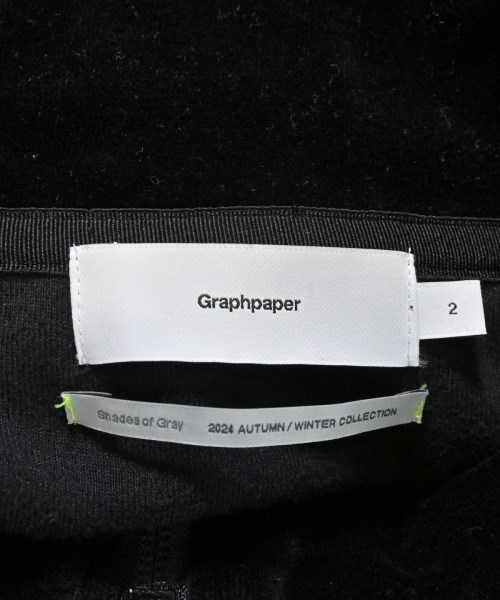 Graphpaper
2
Shades of Gray 2024 AUTUMN / WINTER COLLECTION